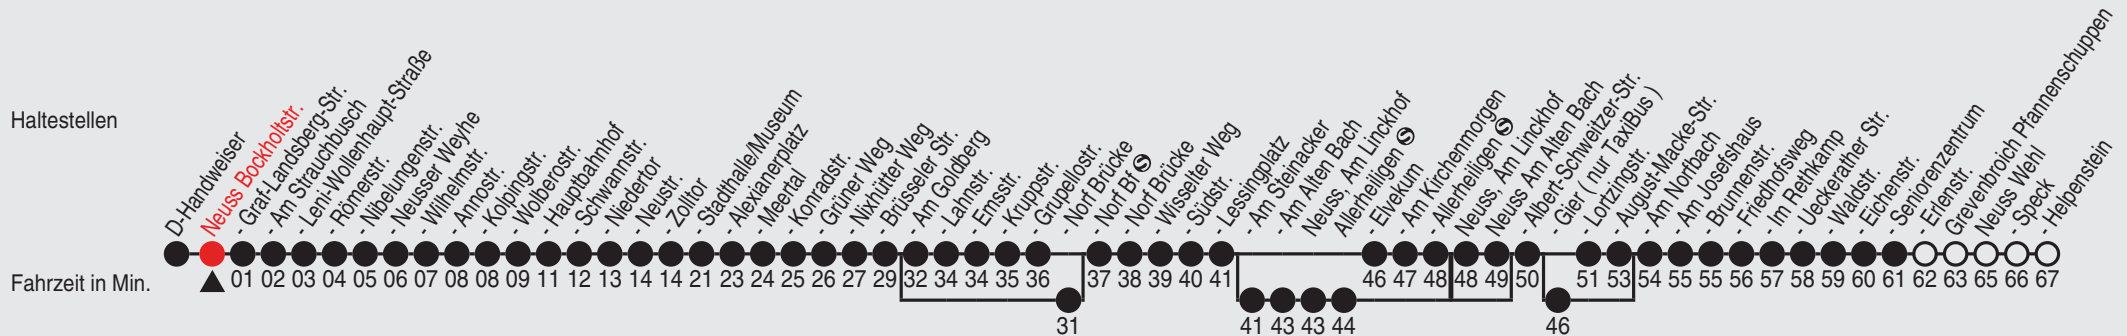 Haltestellen
D-Handweiser
Neuss Bockholtstr.
- Graf-Landsberg-Str.
- Am Strauchbusch
- Leni-Wollenhaupt-Straße
- Römerstr.
- Nibelungenstr.
- Neusser Weyhe
- Wilhelmstr.
- Annostr.
- Kolpingstr.
- Wolberostr.
- Hauptbahnhof
- Schwannstr.
- Niedertor
- Neustr.
- Zolltor
- Stadthalle/Museum
- Alexianerplatz
- Meertal
- Konradstr.
- Grüner Weg
- Nixhütter Weg
- Brüsseler Str.
- Am Goldberg
- Lahnstr.
- Emsstr.
- Kruppstr.
- Grupellostr.
- Norf Brücke
- Norf Bf S
- Norf Brücke
- Wisselter Weg
- Südstr.
- Lessingplatz
- Am Steinacker
- Am Alten Bach
Neuss, Am Linckhof
Allerheiligen S
- Elvekum
- Am Kirchenmorgen
- Allerheiligen S
Neuss, Am Linckhof
Neuss Am Alten Bach
- Albert-Schweitzer-Str.
- Gier ( nur TaxiBus )
- Lortzingstr.
- August-Macke-Str.
- Am Norbach
- Am Josefshaus
- Brunnenstr.
- Friedhofsweg
- Im Rethkamp
- Ueckerather Str.
- Waldstr.
- Eichenstr.
- Seniorenzentrum
- Erlenstr.
Grevenbroich Pfannenschuppen
Neuss Wehl
- Speck
- Helpenstein
Fahrzeit in Min.
01 02 03 04 05 06 07 08 08 09 11 12 13 14 14 21 23 24 25 26 27 29 32 34 34 35 36 37 38 39 40 41 46 47 48 48 49 50 51 53 54 55 55 56 57 58 59 60 61 62 63 65 66 67
31 41 43 43 44 46